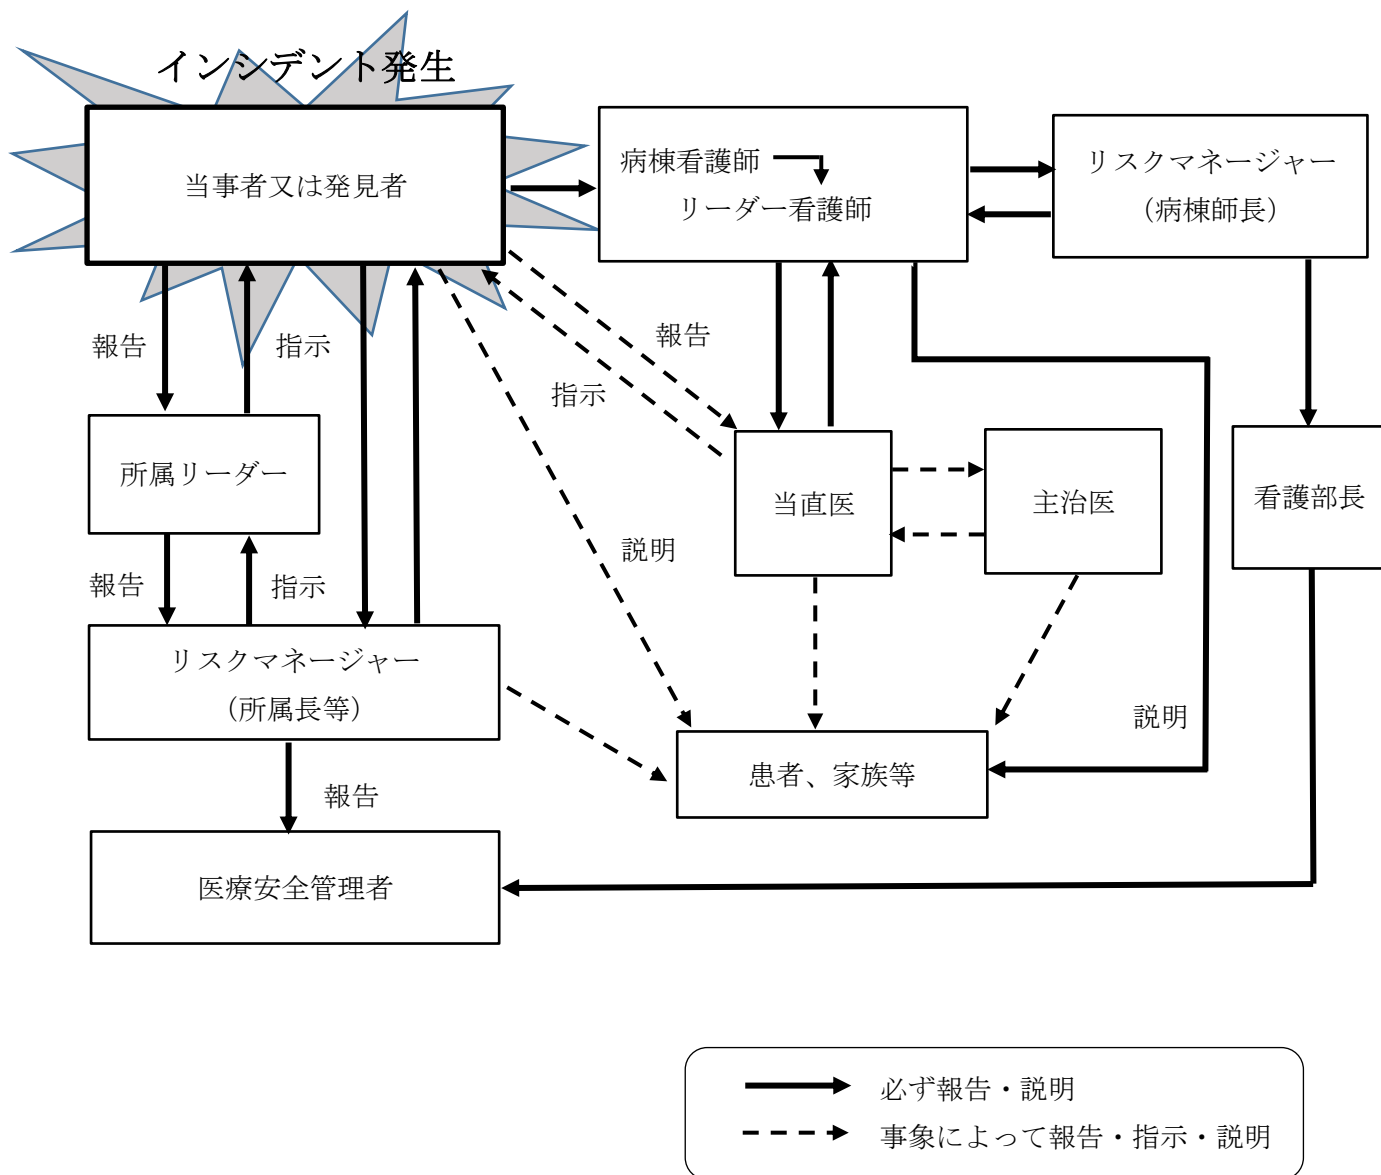 インシデント発生
当事者又は発見者
病棟看護師
リーダー看護師
リスクマネージャー
（病棟師長）
報告
指示
報告
指示
所属リーダー
当直医
主治医
看護部長
報告
指示
説明
リスクマネージャー
（所属長等）
説明
患者、家族等
報告
医療安全管理者
必ず報告・説明
事象によって報告・指示・説明